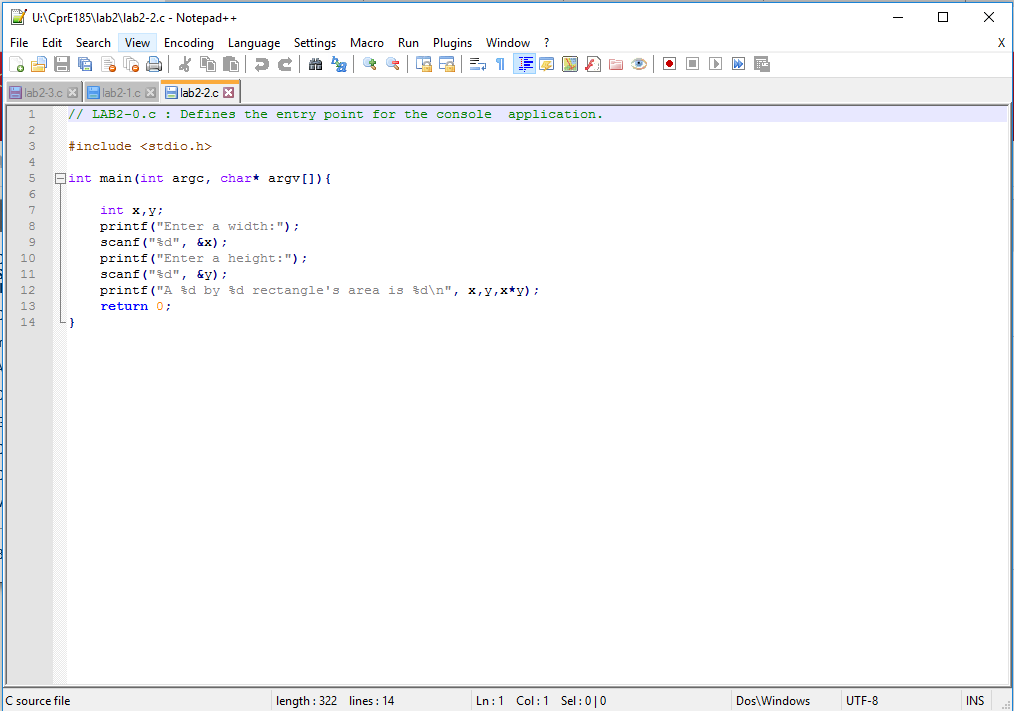 U:\CprE185\lab2\lab2-2.c - Notepad++
File Edit Search View Encoding Language Settings Macro Run Plugins Window ? X
lab2-3.c lab2-1.c lab2-2.c
1 // LAB2-0.c : Defines the entry point for the console  application.
2
3 #include <stdio.h>
4
5 int main(int argc, char* argv[]){
6
7     int x,y;
8     printf("Enter a width:");
9     scanf("%d", &x);
10     printf("Enter a height:");
11     scanf("%d", &y);
12     printf("A %d by %d rectangle's area is %d\n", x,y,x*y);
13     return 0;
14 }
C source file length : 322 lines : 14 Ln : 1 Col : 1 Sel : 0 | 0 Dos\Windows UTF-8 INS